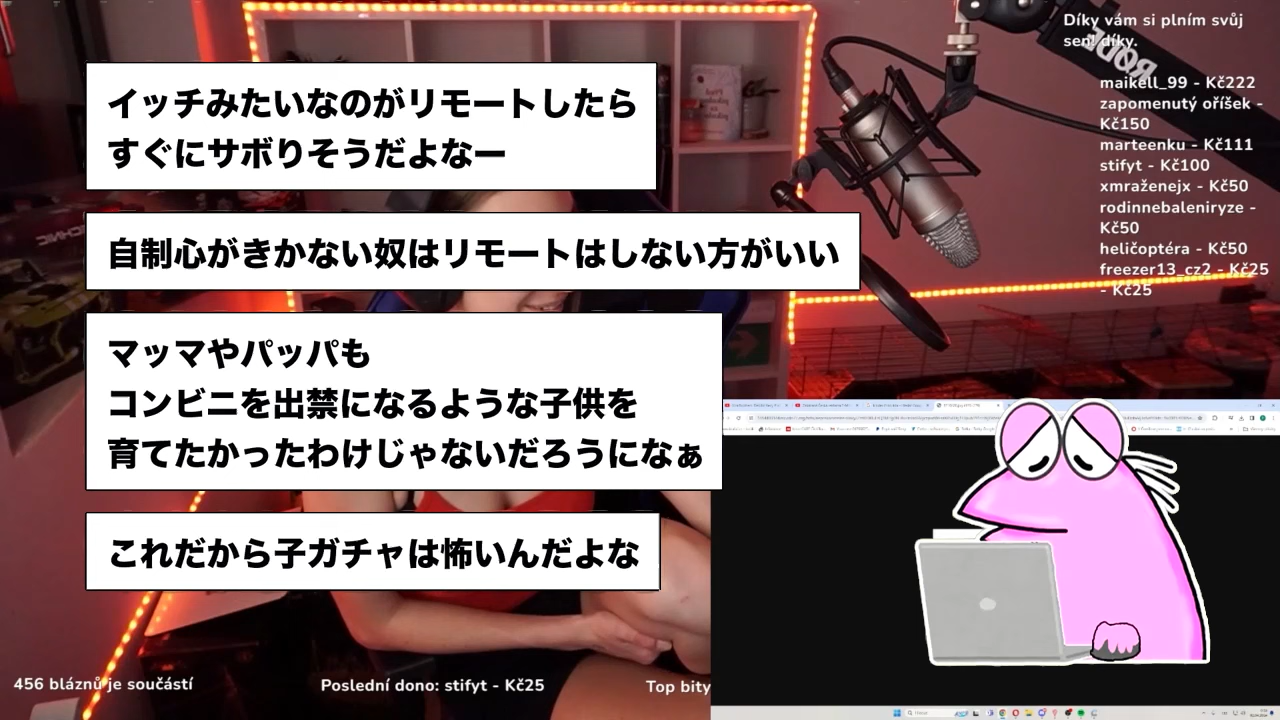 イッチみたいなのがリモートしたら
すぐにサボりそうだよなー
自制心がきかない奴はリモートはしない方がいい
マッマやパッパも
コンビニを出禁になるような子供を
育てたかったわけじゃないだろうになぁ
これだから子ガチャは怖いんだよな
Díky vám si plním svůj
sen! díky.
RØDE
maikell_99 - Kč222
zapomenutý oříšek -
Kč150
marteenku - Kč111
stifyt - Kč100
xmraženejx - Kč50
rodinnebaleniryze -
Kč50
heličoptéra - Kč50
freezer13_cz2 - Kč25
- Kč25
456 bláznů je součástí
Poslední dono: stifyt - Kč25
Top bity